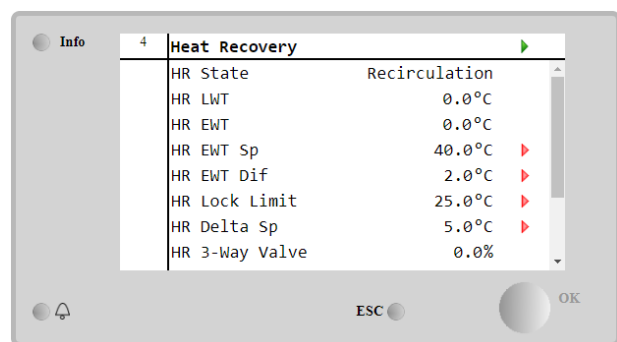 Info
4 Heat Recovery
HR State Recirculation
HR LWT 0.0°C
HR EWT 0.0°C
HR EWT Sp 40.0°C
HR EWT Dif 2.0°C
HR Lock Limit 25.0°C
HR Delta Sp 5.0°C
HR 3-Way Valve 0.0%
ESC OK